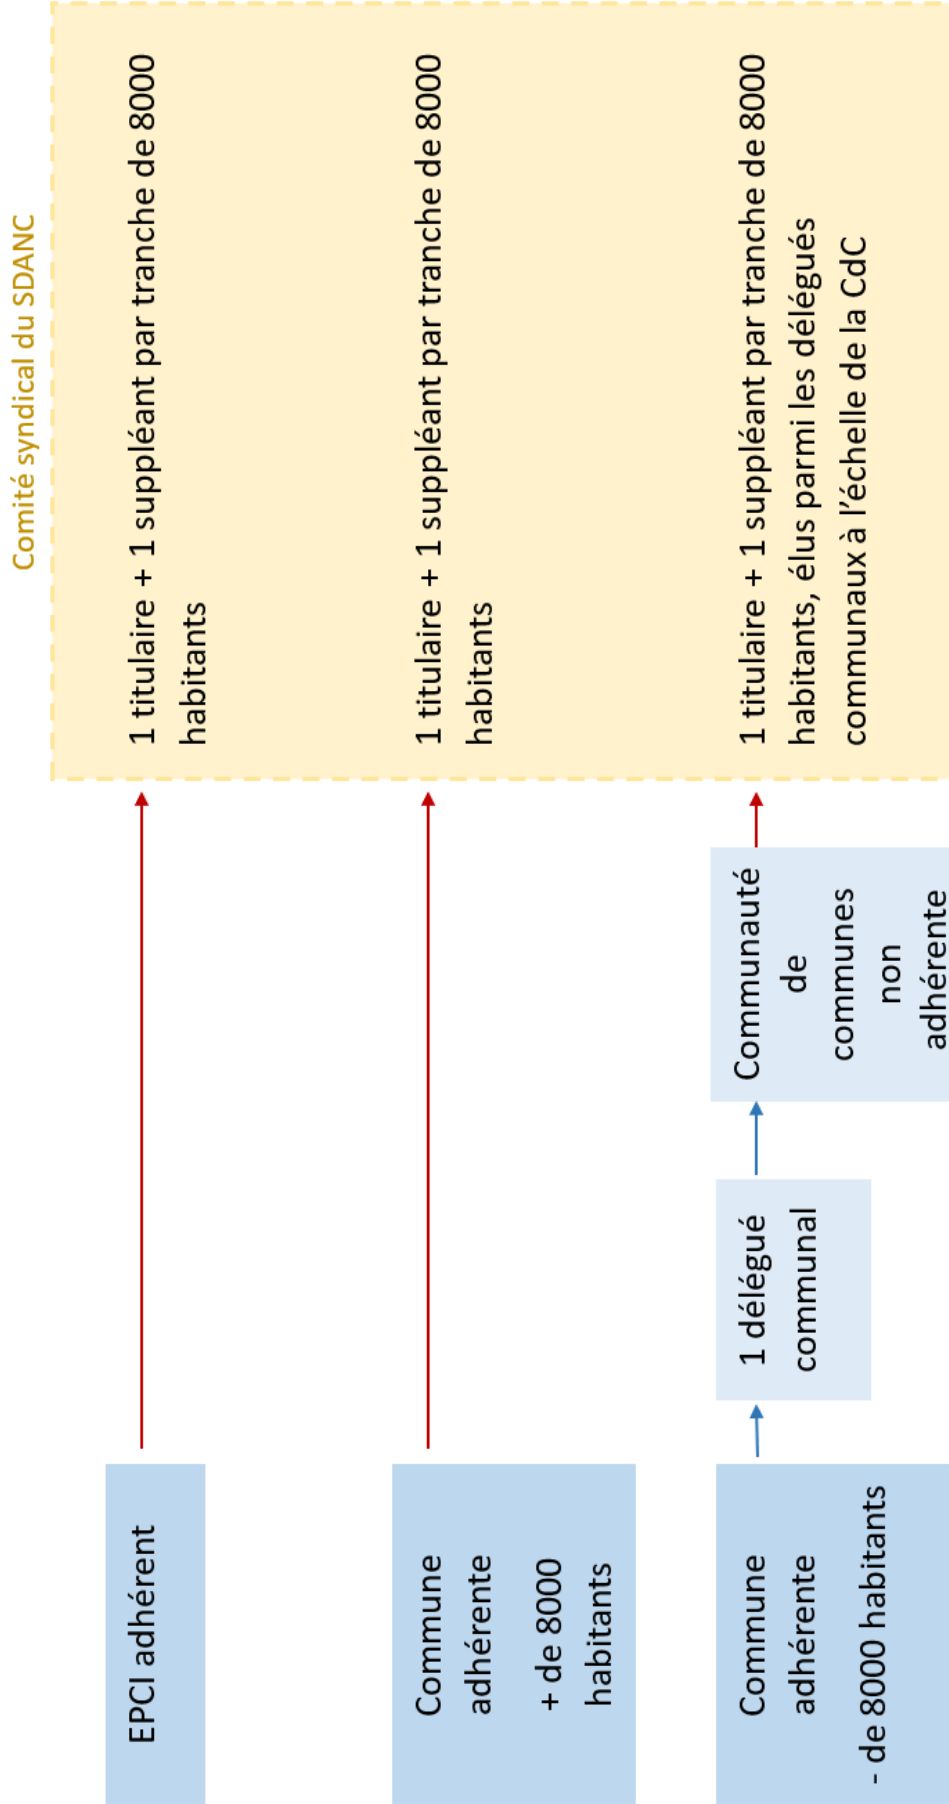 Comité syndical du SDANC
EPCI adhérent
1 titulaire + 1 suppléant par tranche de 8000
habitants
Commune
adhérente
+ de 8000
habitants
1 titulaire + 1 suppléant par tranche de 8000
habitants
Commune
adhérente
- de 8000 habitants
1 délégué
communal
Communauté
de
communes
non
adhérente
1 titulaire + 1 suppléant par tranche de 8000
habitants, élus parmi les délégués
communaux à l'échelle de la CdC